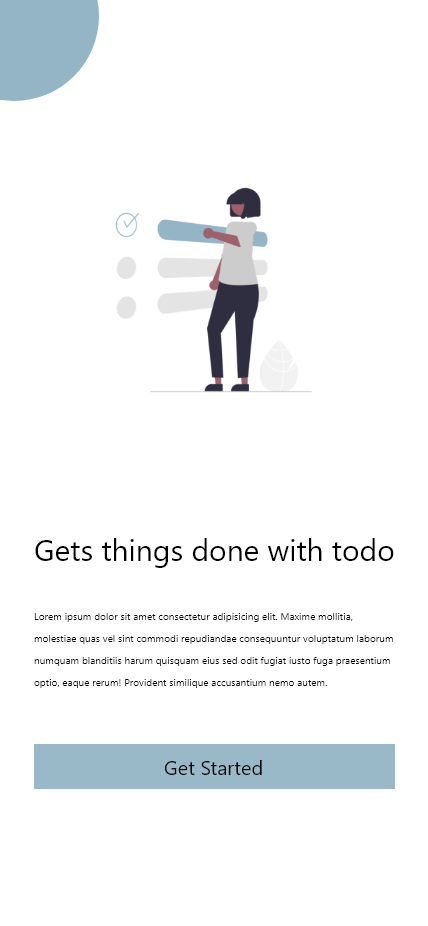 Gets things done with todo
Lorem ipsum dolor sit amet consectetur adipisicing elit. Maxime mollitia,
molestiae quas vel sint commodi repudiandae consequuntur voluptatum laborum
numquam blanditiis harum quisquam eius sed odit fugiat iusto fuga praesentium
optio, eaque rerum! Provident similique accusantium nemo autem.
Get Started